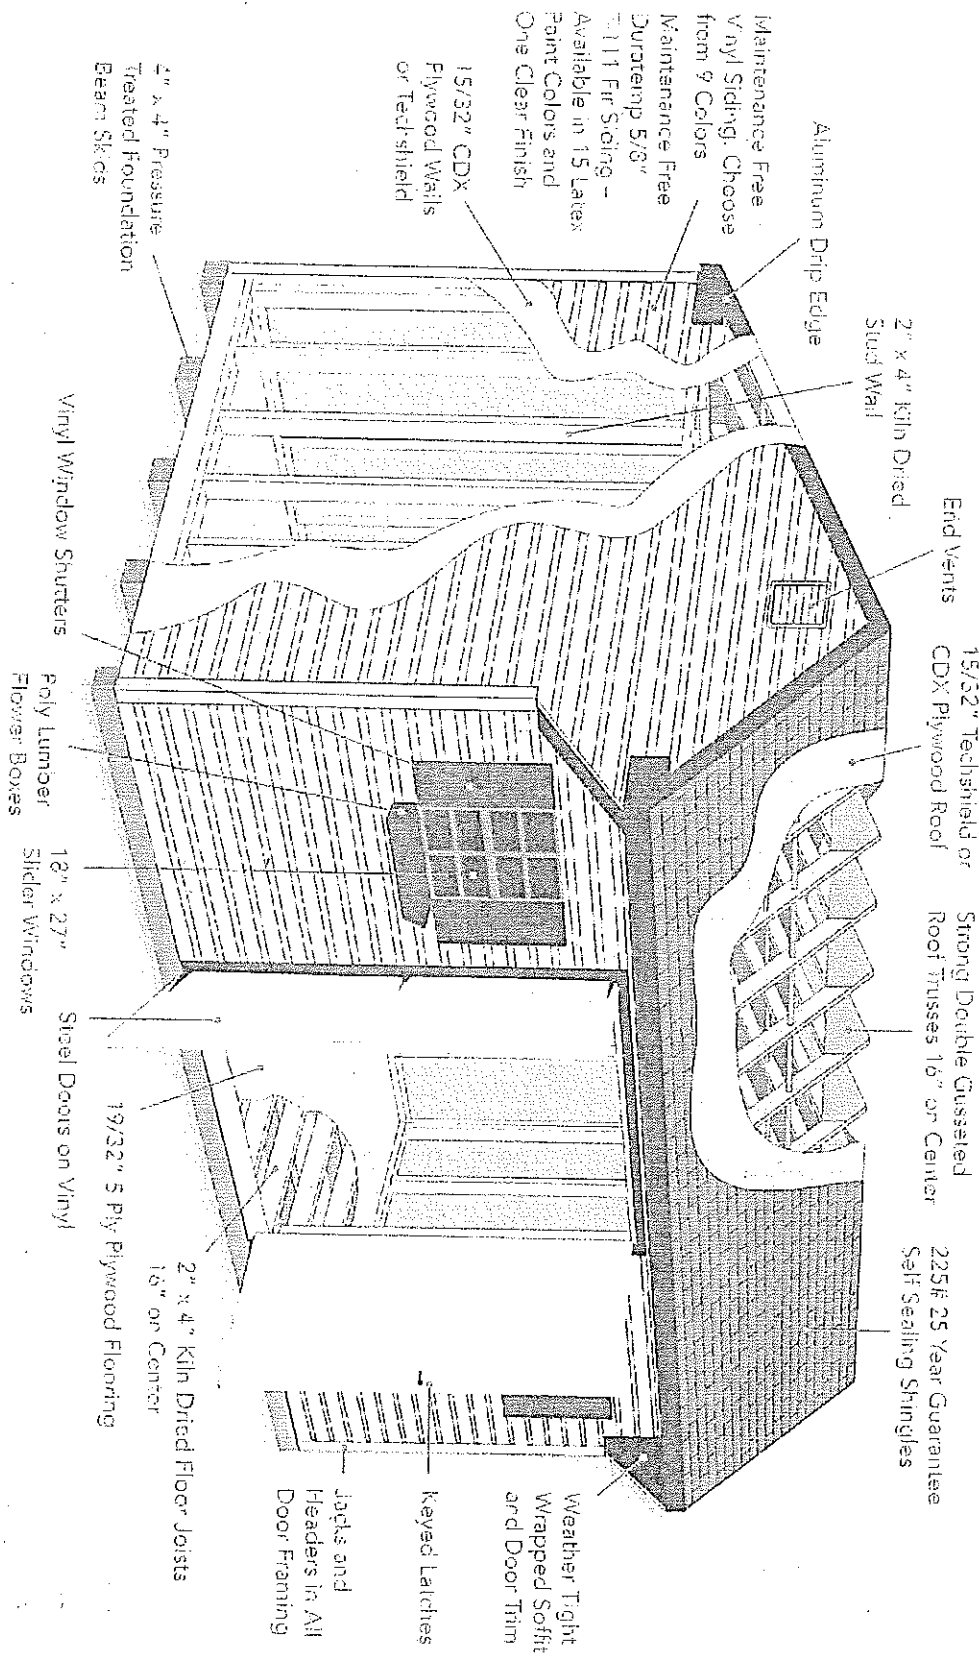 End Vents
15/32" Techshield or
CDX Plywood Roof
Strong Double Gusseted
Roof Trusses 16" on Center
225# 25 Year Guarantee
Self Sealing Shingles
2" x 4" Kiln Dried
Stud Wall
Aluminum Drip Edge
Maintenance Free
Vinyl Siding. Choose
from 9 Colors
Maintenance Free
Duratemp 5/8"
T-111 Fir Siding –
Available in 15 Latex
Paint Colors and
One Clear Finish
15/32" CDX
Plywood Walls
or Techshield
4" x 4" Pressure
Treated Foundation
Beam Skids
Weather Tight
Wrapped Soffit
and Door Trim
Keyed Latches
Jacks and
Headers in All
Door Framing
Vinyl Window Shutters
Poly Lumber
Flower Boxes
18" x 27"
Slider Windows
Steel Doors on Vinyl
19/32" 5 Ply Plywood Flooring
2" x 4" Kiln Dried Floor Joists
16" on Center